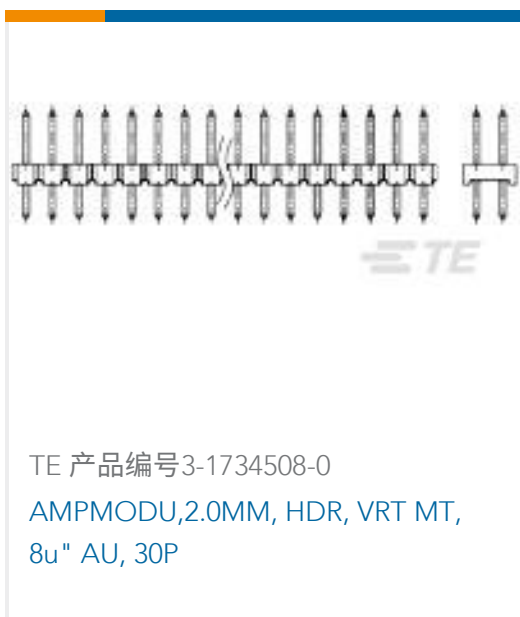 TE
TE 产品编号3-1734508-0
AMPMODU,2.0MM, HDR, VRT MT,
8u" AU, 30P